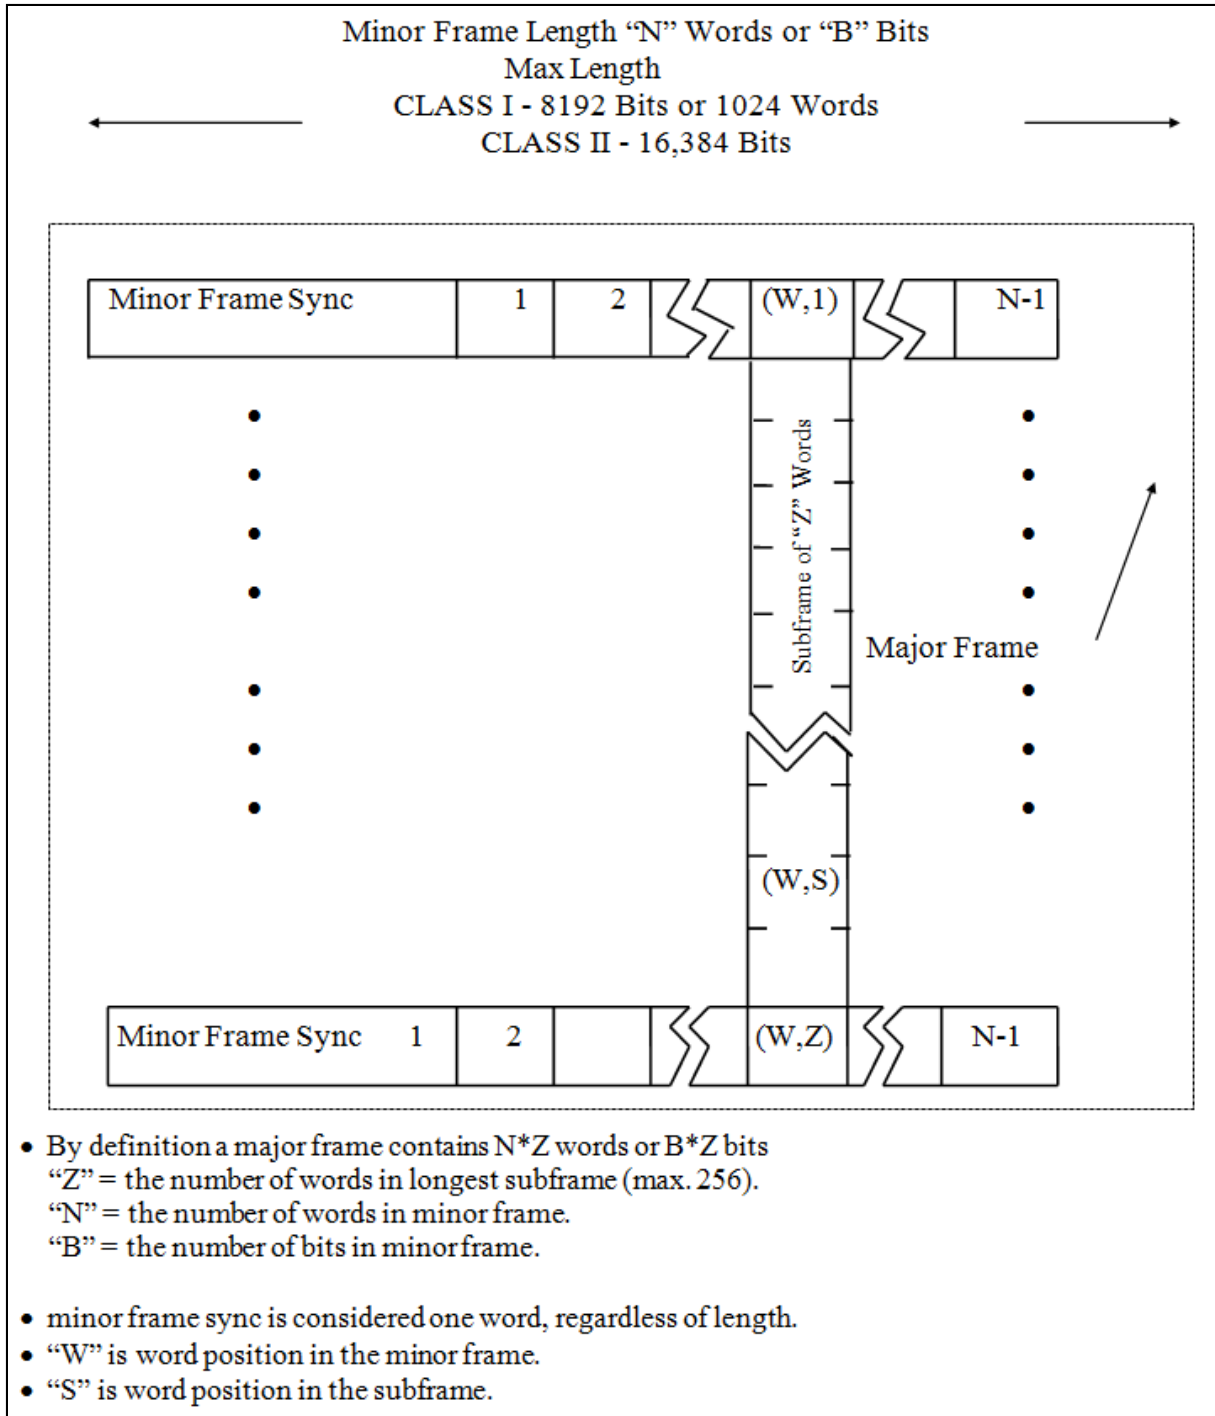 Minor Frame Length “N” Words or “B” Bits
Max Length
CLASS I - 8192 Bits or 1024 Words
CLASS II - 16,384 Bits
Minor Frame Sync 1 2 (W,1) N-1
Subframe of “Z” Words
Major Frame
(W,S)
Minor Frame Sync 1 2 (W,Z) N-1
• By definition a major frame contains N*Z words or B*Z bits
“Z” = the number of words in longest subframe (max. 256).
“N” = the number of words in minor frame.
“B” = the number of bits in minor frame.
• minor frame sync is considered one word, regardless of length.
• “W” is word position in the minor frame.
• “S” is word position in the subframe.